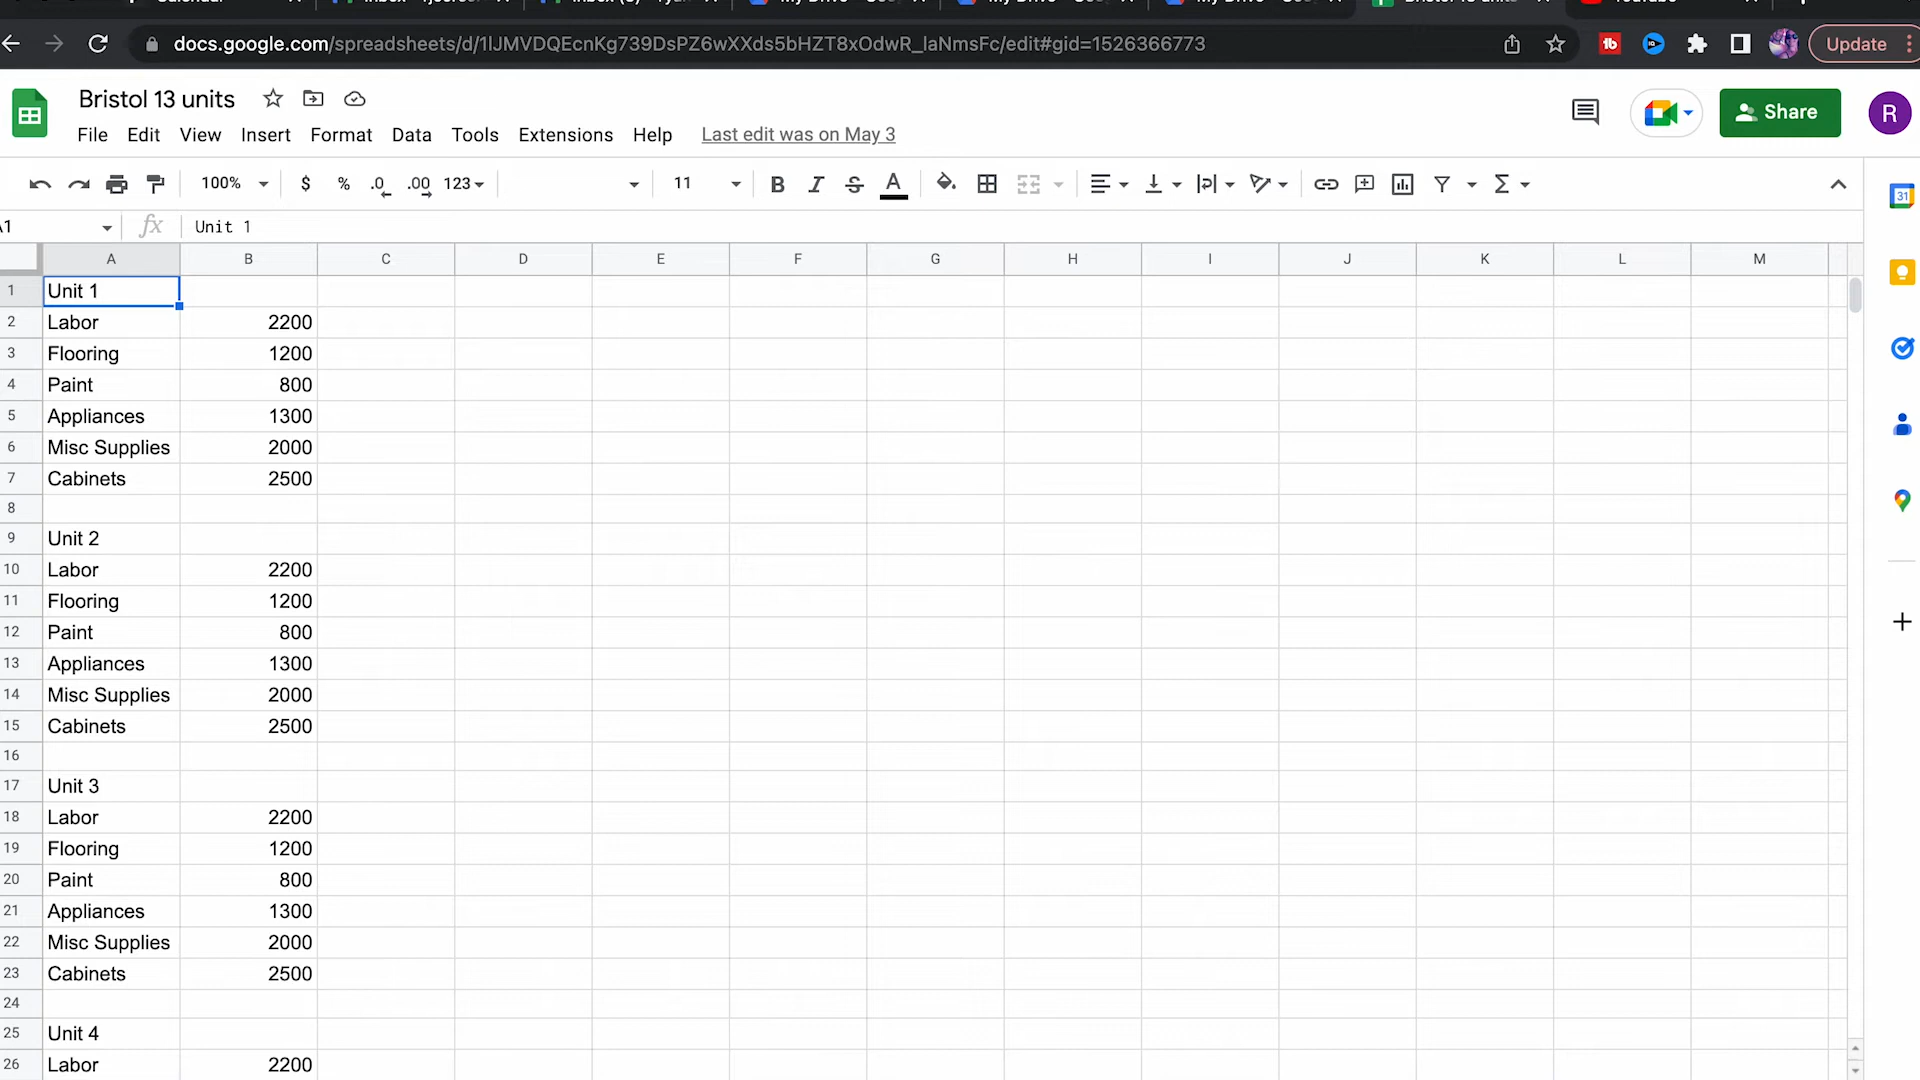 docs.google.com/spreadsheets/d/1lJMVDQEcnKg739DsPZ6wXXds5bHZT8xOdwR_laNmsFc/edit#gid=1526366773
Update
Bristol 13 units
File Edit View Insert Format Data Tools Extensions Help Last edit was on May 3
Share
R
100% $ % .0 .00 123 11 B I S A
31
fx Unit 1
A B C D E F G H I J K L M
1 Unit 1
2 Labor 2200
3 Flooring 1200
4 Paint 800
5 Appliances 1300
6 Misc Supplies 2000
7 Cabinets 2500
8
9 Unit 2
10 Labor 2200
11 Flooring 1200
12 Paint 800
13 Appliances 1300
14 Misc Supplies 2000
15 Cabinets 2500
16
17 Unit 3
18 Labor 2200
19 Flooring 1200
20 Paint 800
21 Appliances 1300
22 Misc Supplies 2000
23 Cabinets 2500
24
25 Unit 4
26 Labor 2200